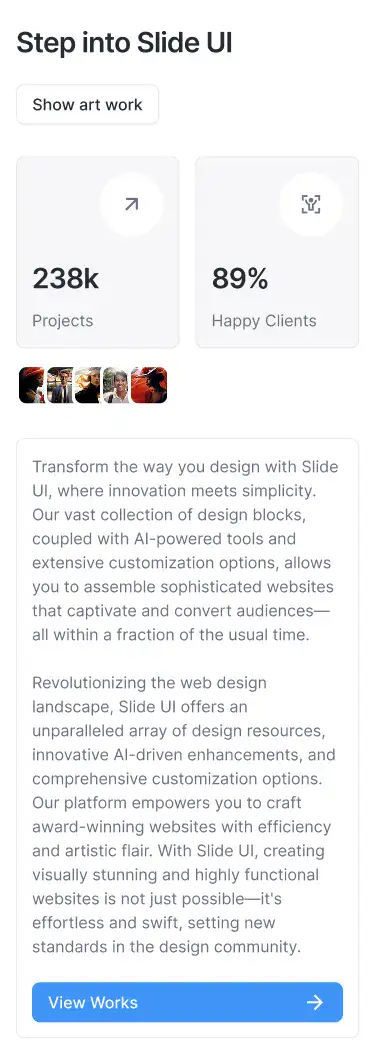 Step into Slide UI
Show art work
238k
Projects
89%
Happy Clients
Transform the way you design with Slide
UI, where innovation meets simplicity.
Our vast collection of design blocks,
coupled with AI-powered tools and
extensive customization options, allows
you to assemble sophisticated websites
that captivate and convert audiences—
all within a fraction of the usual time.
Revolutionizing the web design
landscape, Slide UI offers an
unparalleled array of design resources,
innovative AI-driven enhancements, and
comprehensive customization options.
Our platform empowers you to craft
award-winning websites with efficiency
and artistic flair. With Slide UI, creating
visually stunning and highly functional
websites is not just possible—it's
effortless and swift, setting new
standards in the design community.
View Works